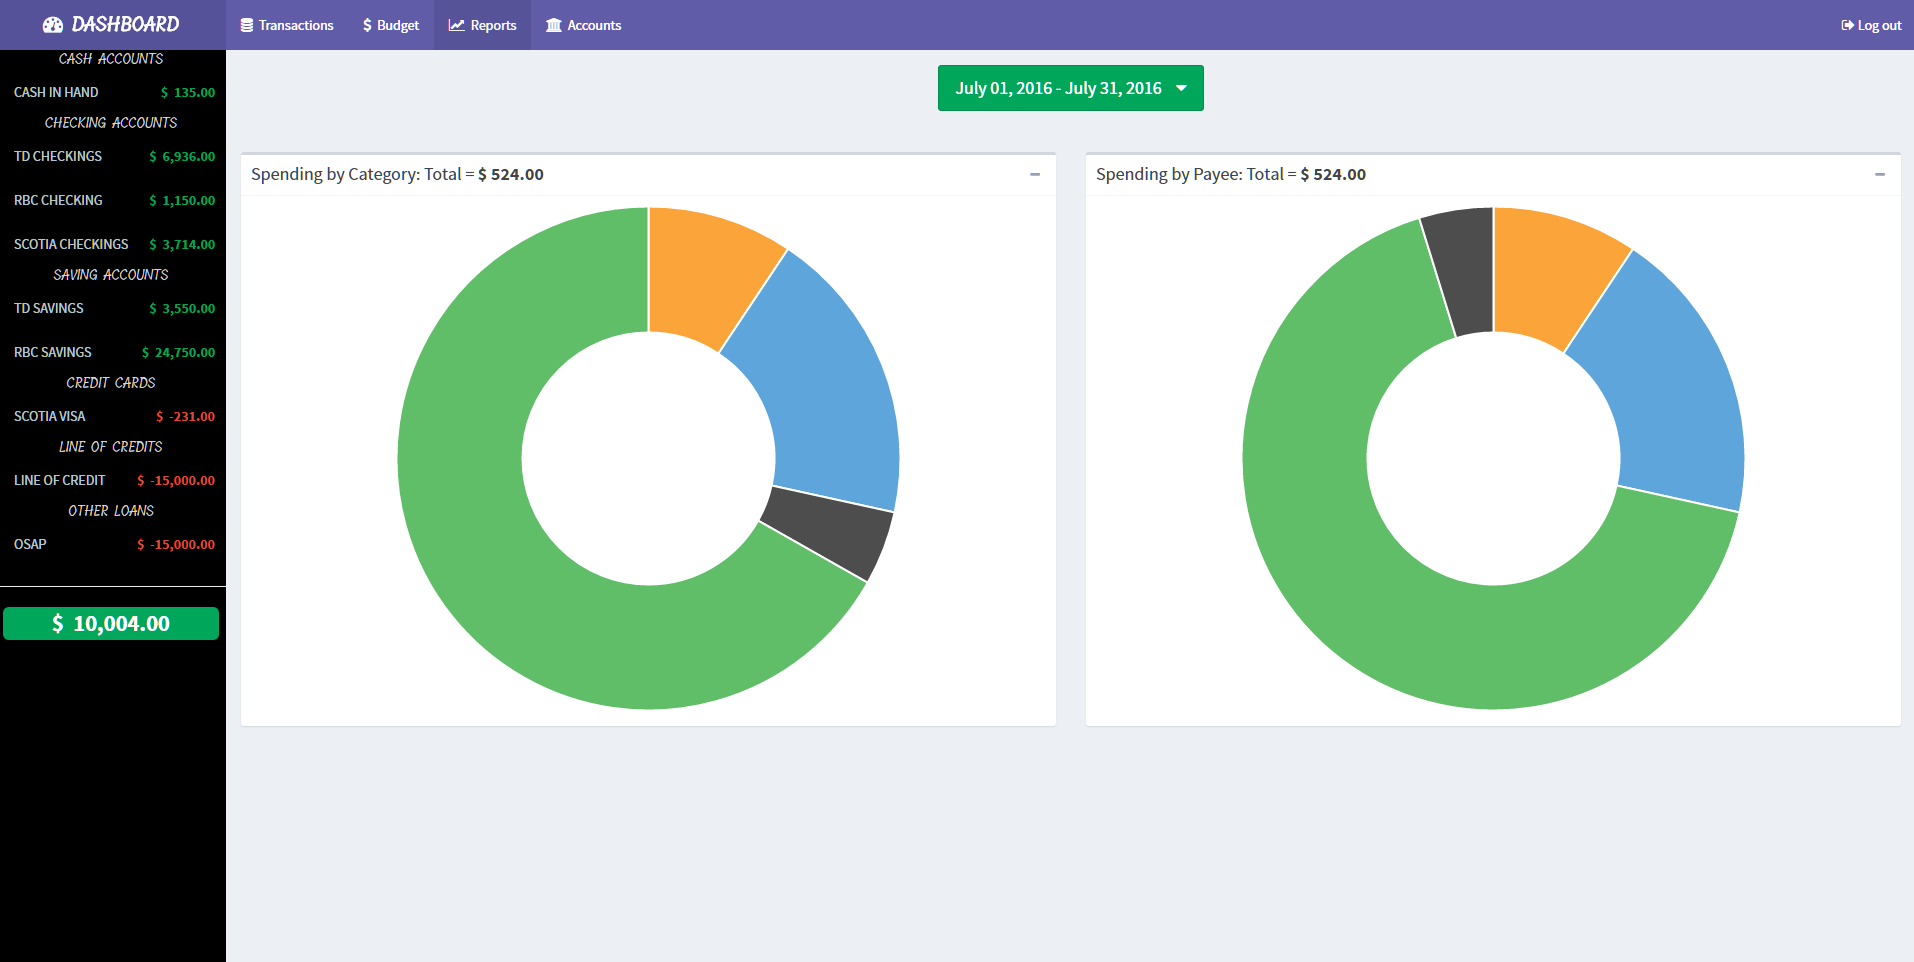 DASHBOARD Transactions $ Budget Reports Accounts Log out
CASH ACCOUNTS
CASH IN HAND $ 135.00
CHECKING ACCOUNTS
TD CHECKINGS $ 6,936.00
RBC CHECKING $ 1,150.00
SCOTIA CHECKINGS $ 3,714.00
SAVING ACCOUNTS
TD SAVINGS $ 3,550.00
RBC SAVINGS $ 24,750.00
CREDIT CARDS
SCOTIA VISA $ -231.00
LINE OF CREDITS
LINE OF CREDIT $ -15,000.00
OTHER LOANS
OSAP $ -15,000.00
$ 10,004.00
July 01, 2016 - July 31, 2016
Spending by Category: Total = $ 524.00
Spending by Payee: Total = $ 524.00